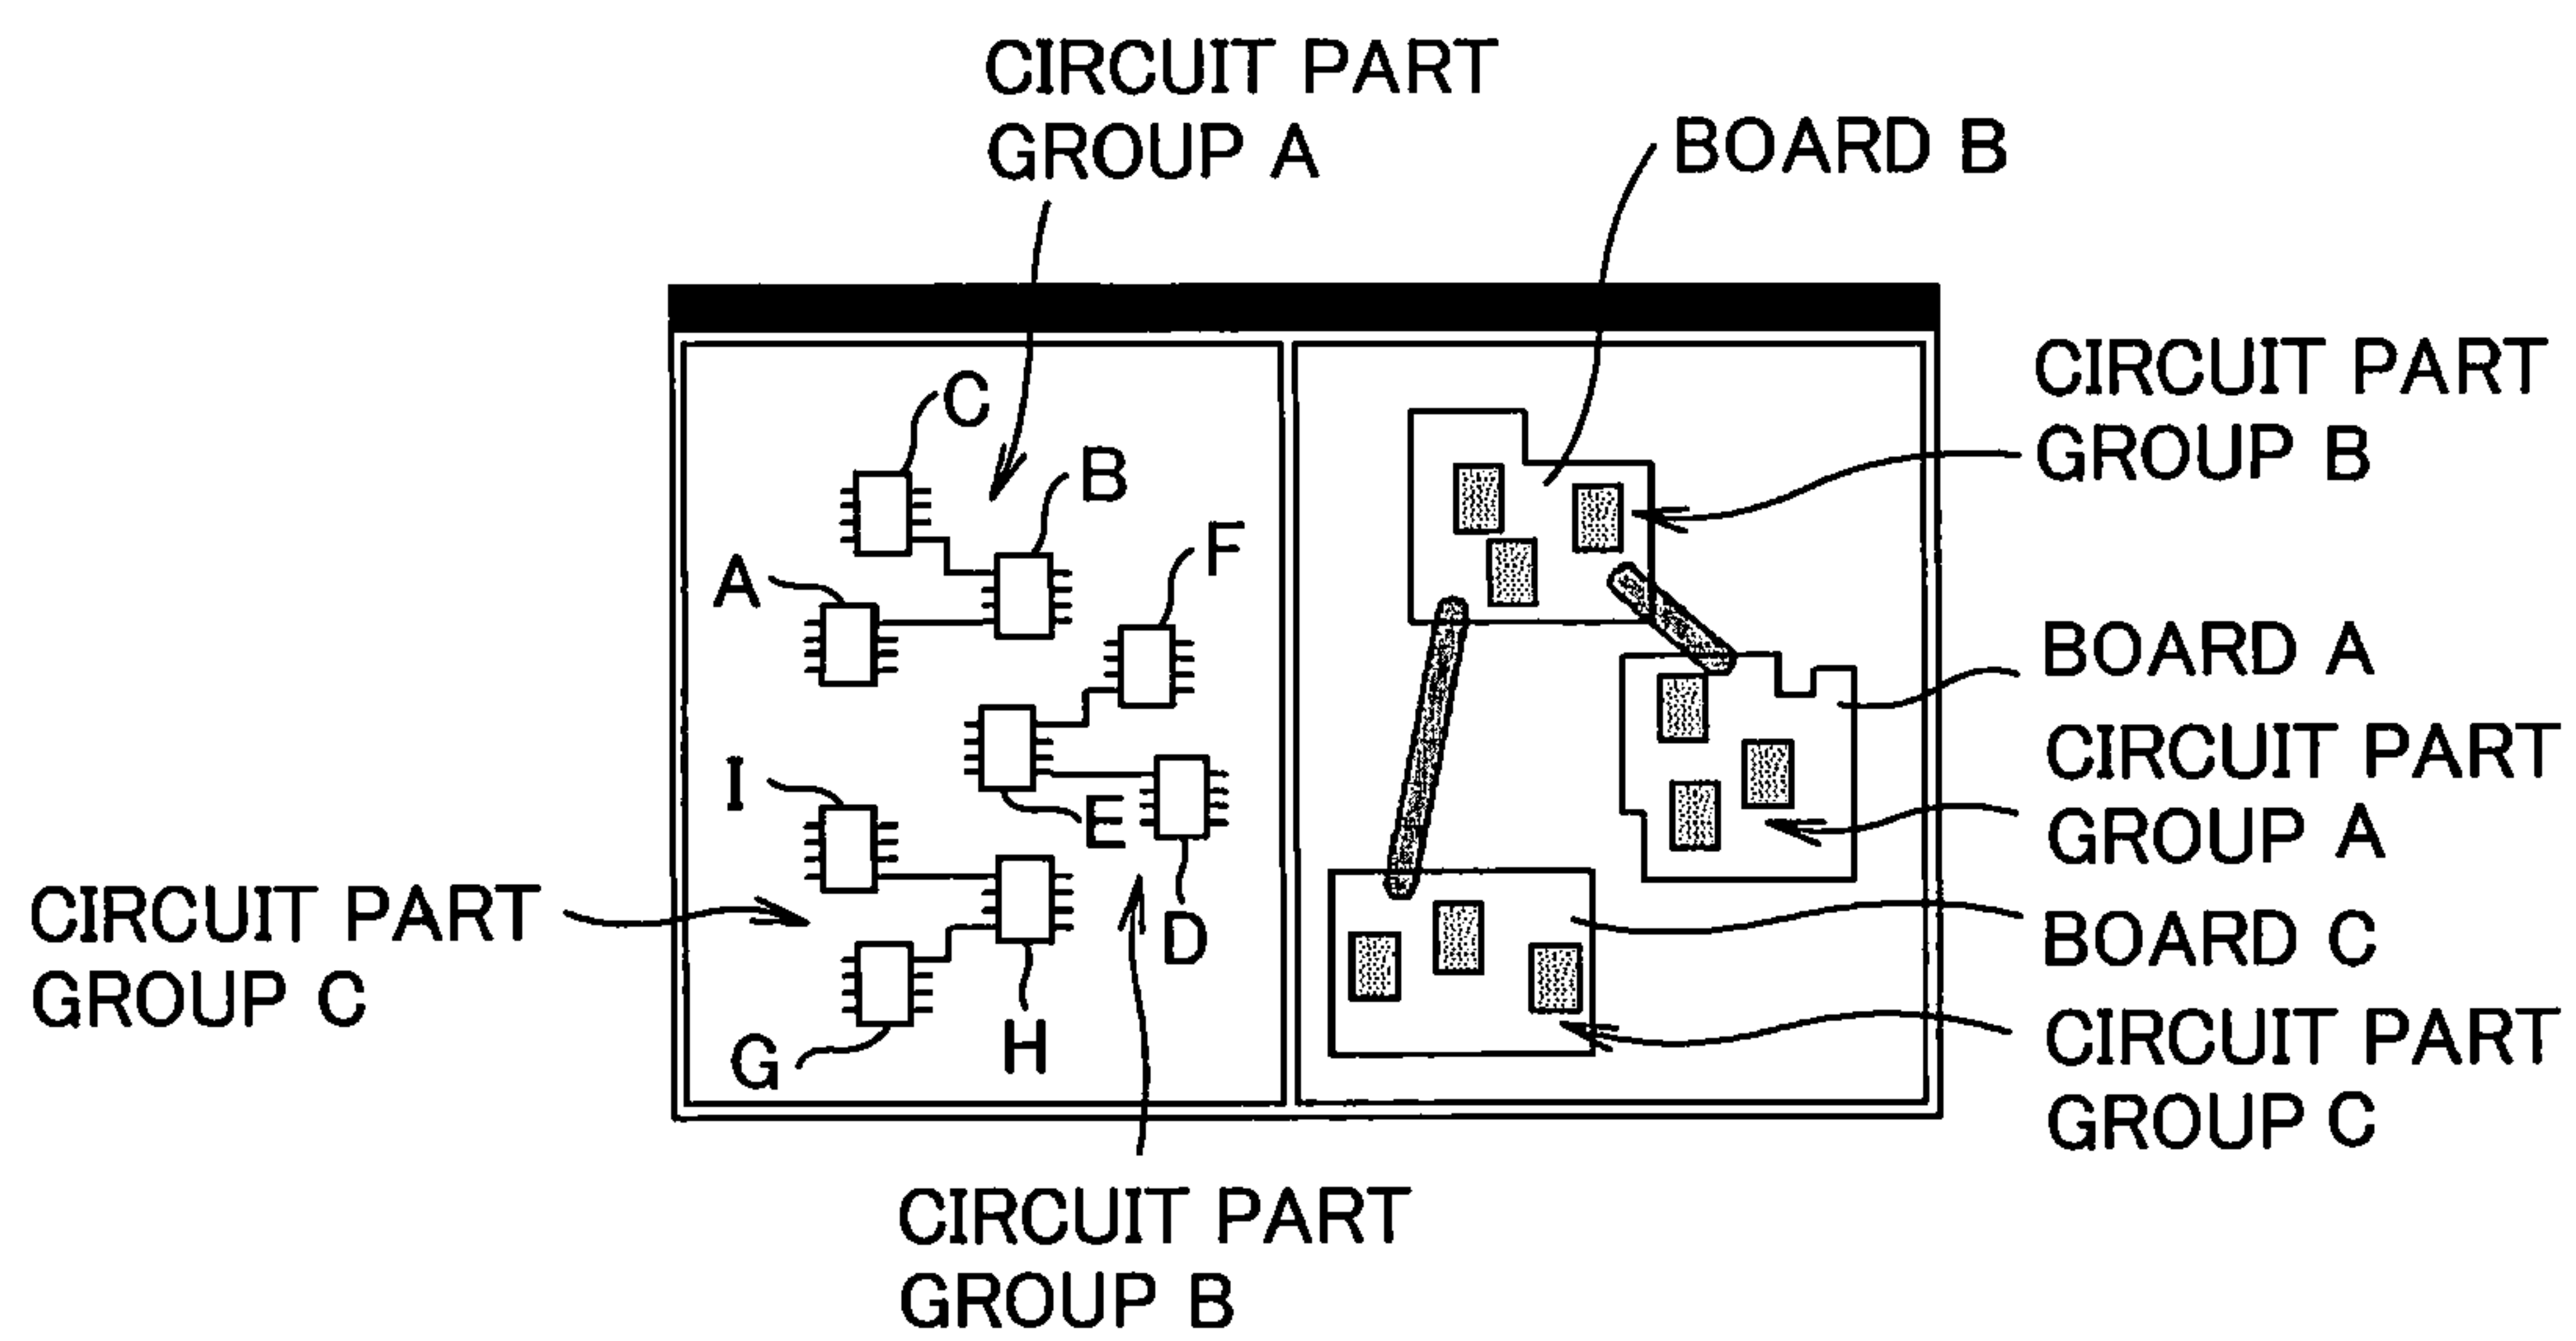 CIRCUIT PART
GROUP A
BOARD B
CIRCUIT PART
GROUP B
C
B
A
F
I
E
D
G
H
CIRCUIT PART
GROUP C
BOARD A
CIRCUIT PART
GROUP A
BOARD C
CIRCUIT PART
GROUP C
CIRCUIT PART
GROUP B